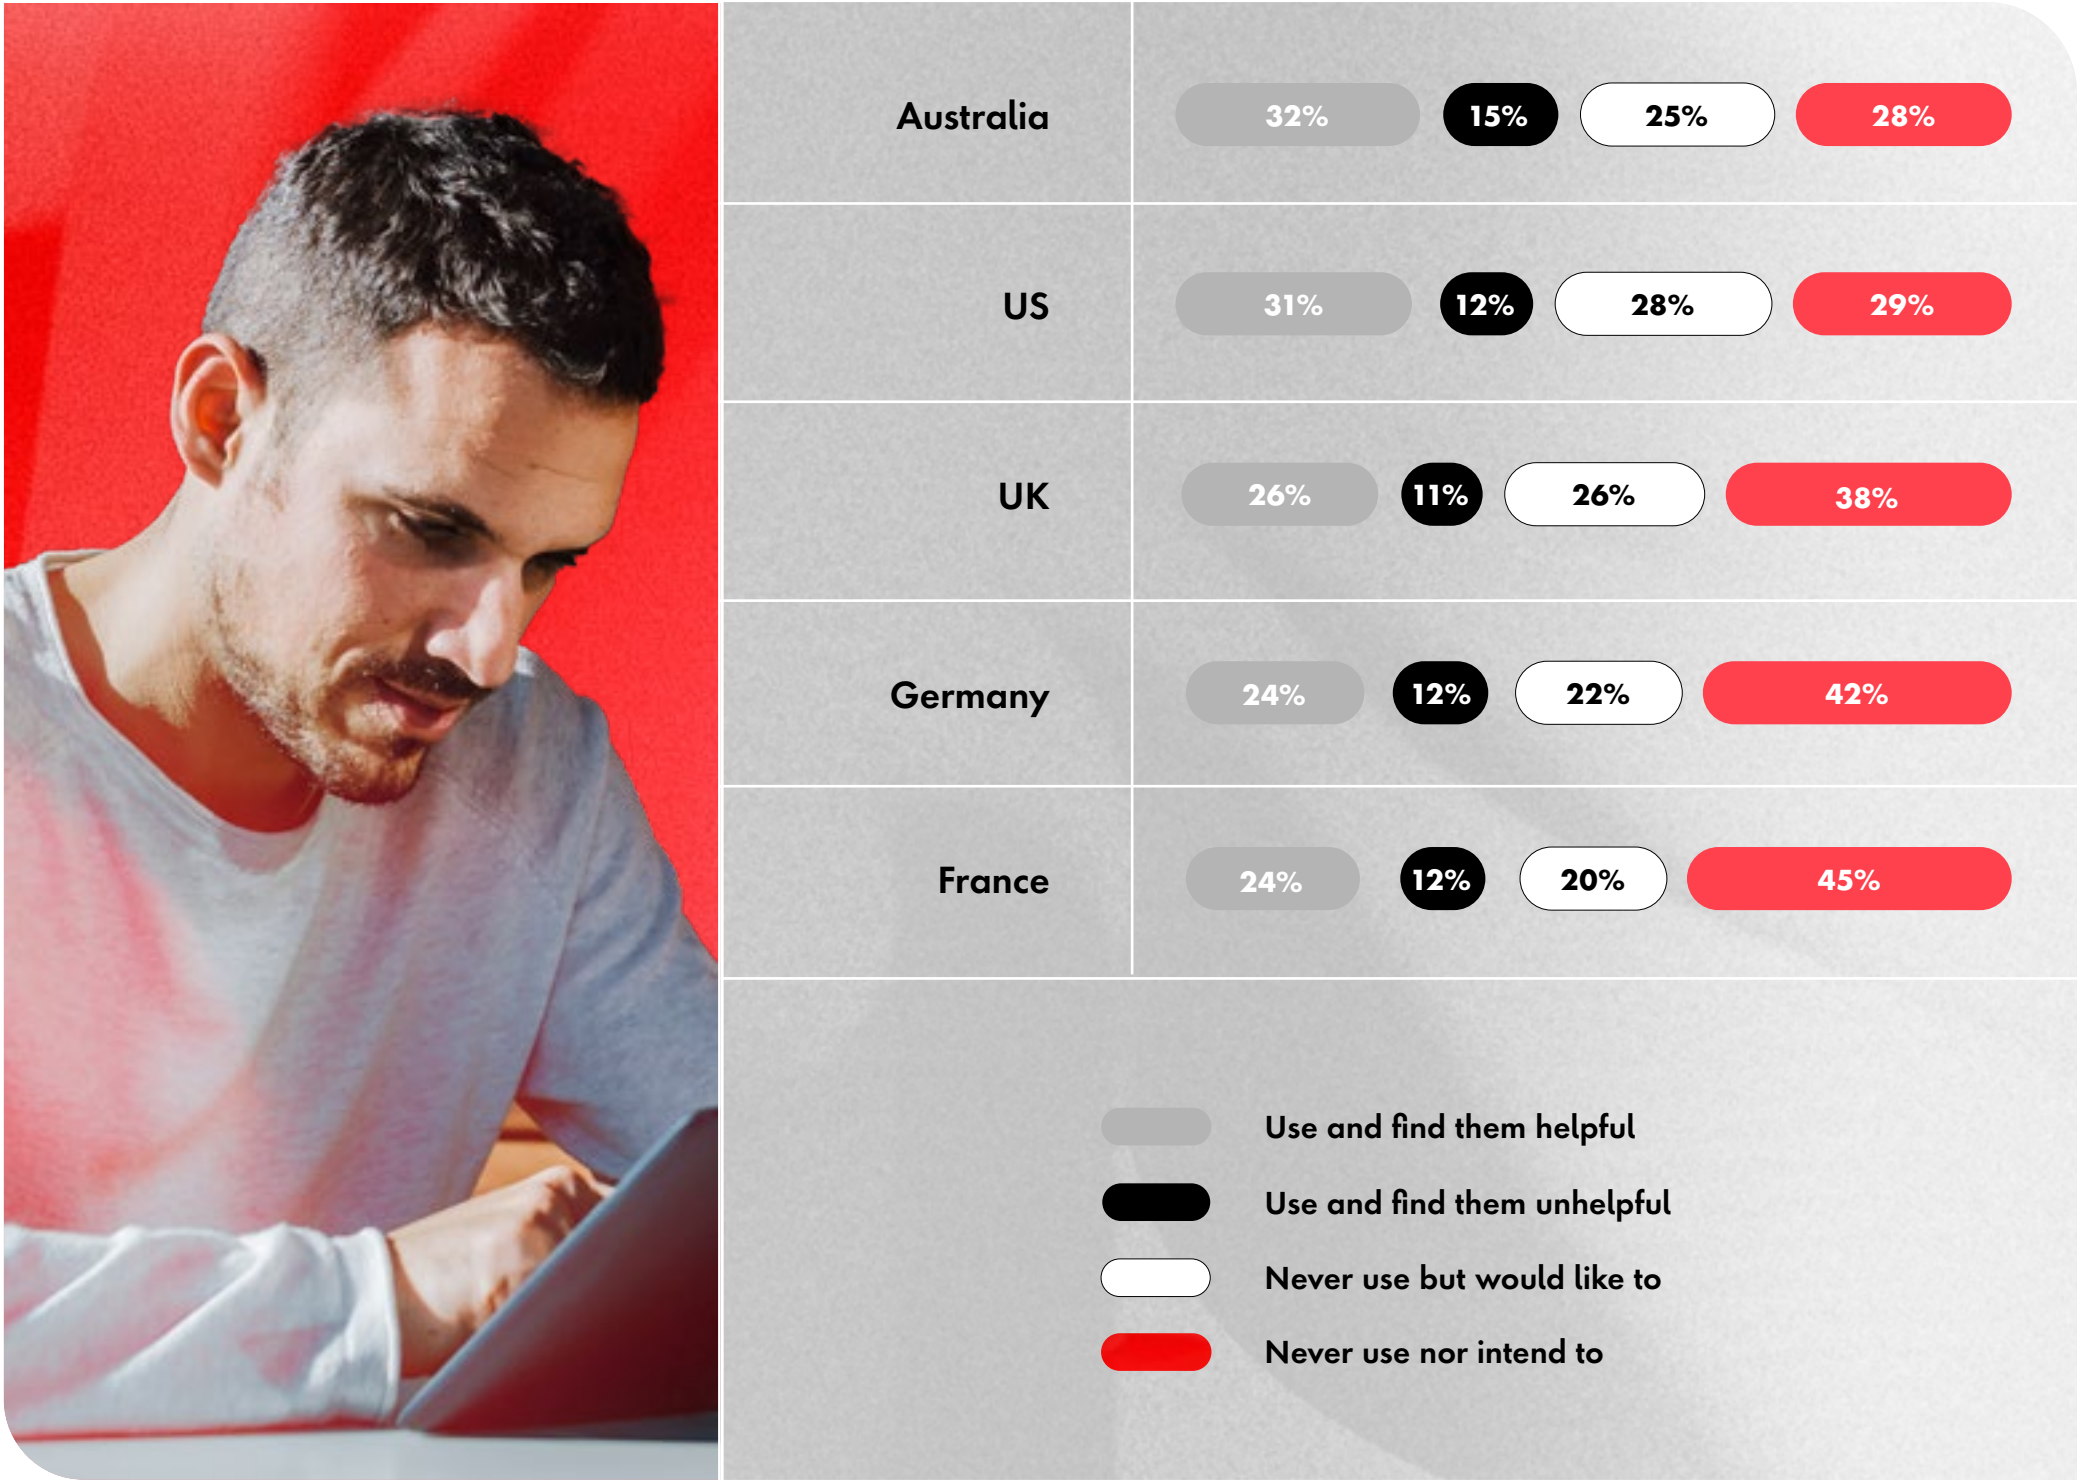 Australia 32% 15% 25% 28%
US 31% 12% 28% 29%
UK 26% 11% 26% 38%
Germany 24% 12% 22% 42%
France 24% 12% 20% 45%
Use and find them helpful
Use and find them unhelpful
Never use but would like to
Never use nor intend to